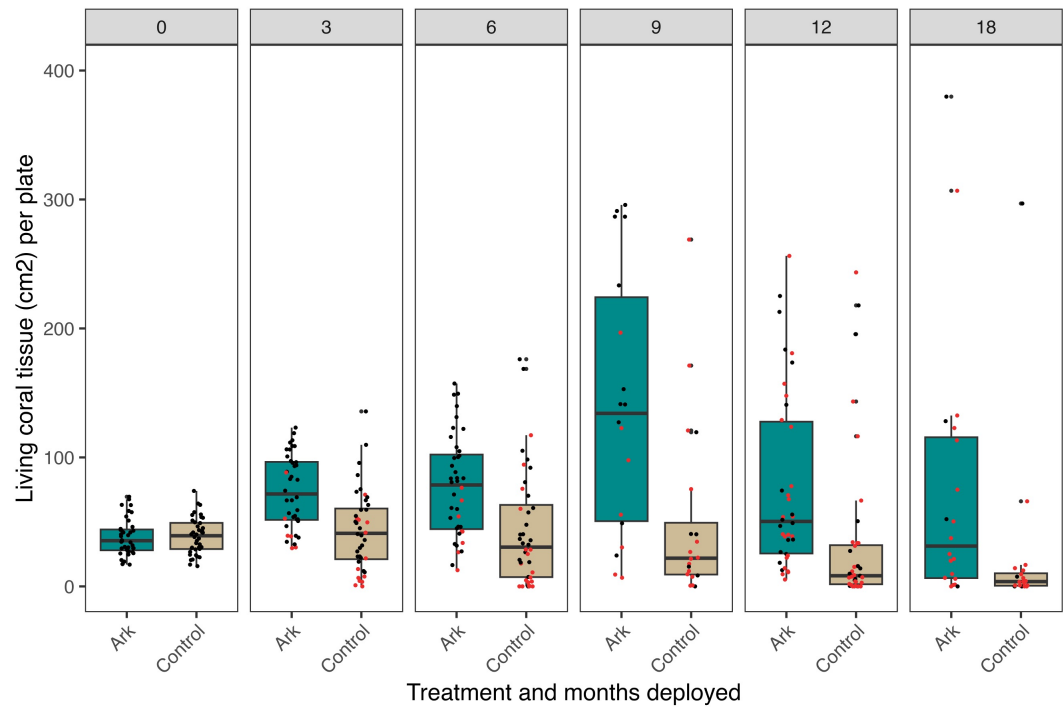 0 3 6 9 12 18
400
300
200
100
0
Living coral tissue (cm2) per plate
Ark Control Ark Control Ark Control Ark Control Ark Control Ark Control
Treatment and months deployed